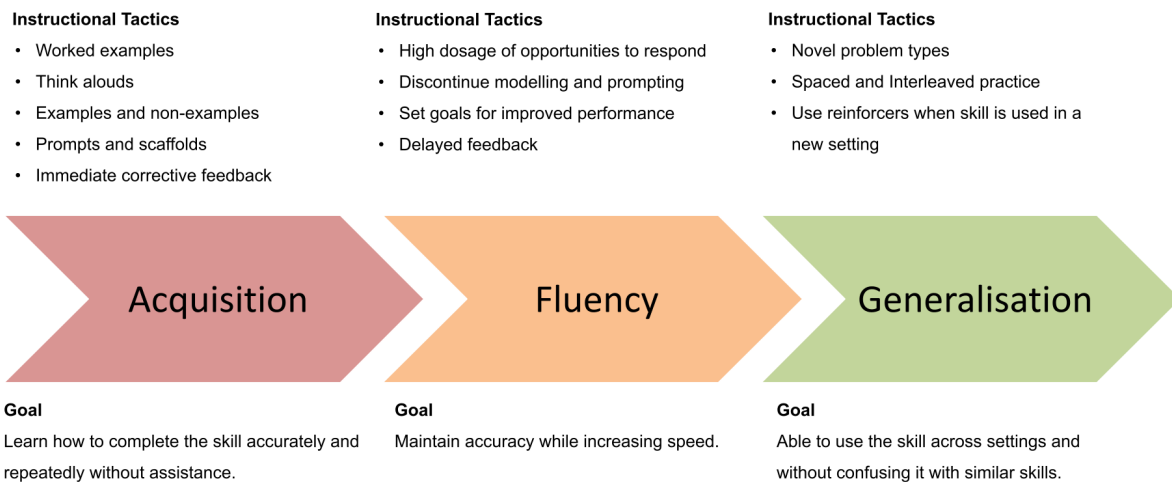 Instructional Tactics
• Worked examples
• Think alouds
• Examples and non-examples
• Prompts and scaffolds
• Immediate corrective feedback
Instructional Tactics
• High dosage of opportunities to respond
• Discontinue modelling and prompting
• Set goals for improved performance
• Delayed feedback
Instructional Tactics
• Novel problem types
• Spaced and Interleaved practice
• Use reinforcers when skill is used in a
new setting
Acquisition
Fluency
Generalisation
Goal
Learn how to complete the skill accurately and
repeatedly without assistance.
Goal
Maintain accuracy while increasing speed.
Goal
Able to use the skill across settings and
without confusing it with similar skills.